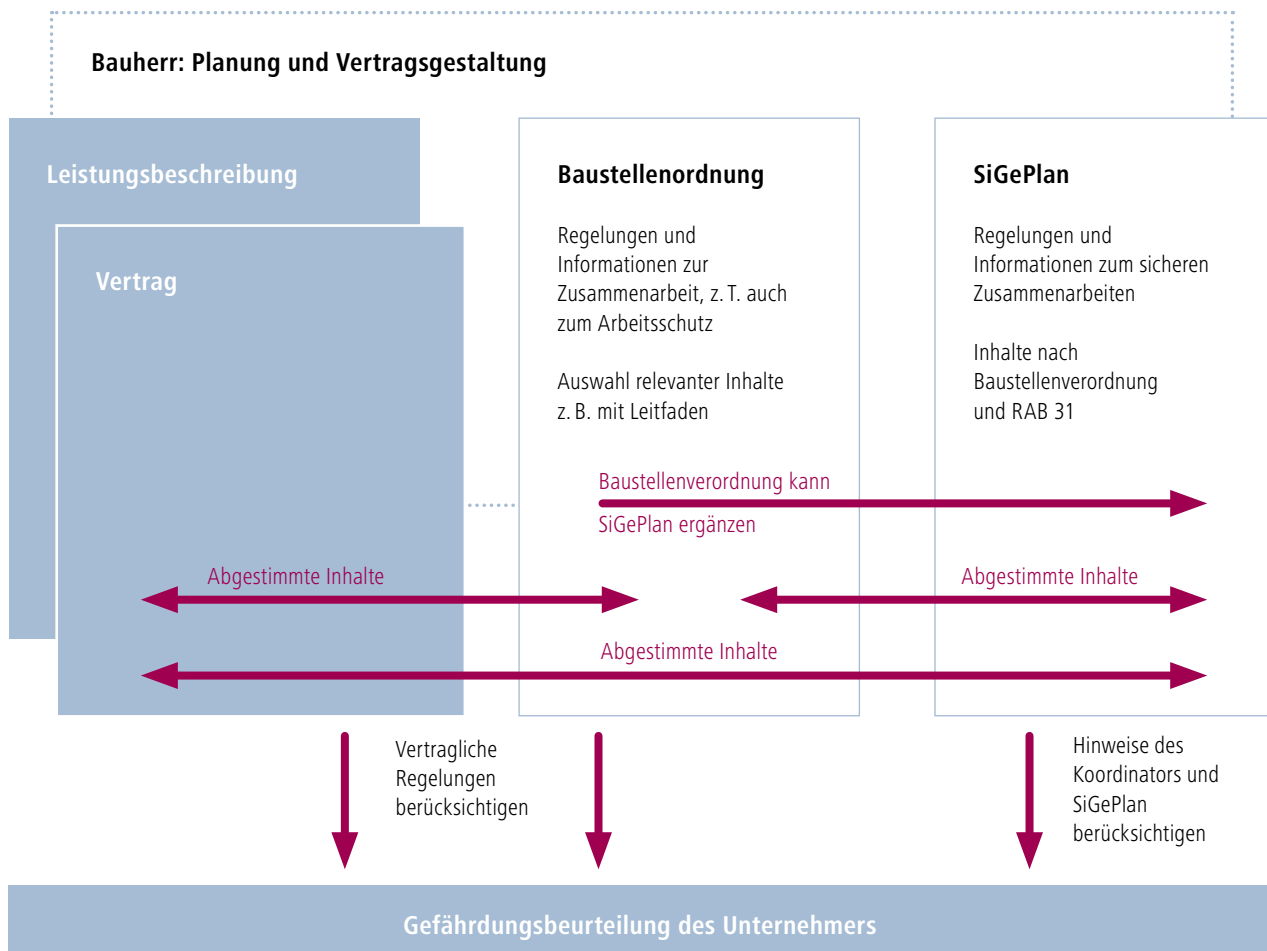 Bauherr: Planung und Vertragsgestaltung
Leistungsbeschreibung
Vertrag
Baustellenordnung
Regelungen und
Informationen zur
Zusammenarbeit, z. T. auch
zum Arbeitsschutz
Auswahl relevanter Inhalte
z. B. mit Leitfaden
SiGePlan
Regelungen und
Informationen zum sicheren
Zusammenarbeiten
Inhalte nach
Baustellenverordnung
und RAB 31
Baustellenverordnung kann
SiGePlan ergänzen
Abgestimmte Inhalte
Abgestimmte Inhalte
Abgestimmte Inhalte
Vertragliche
Regelungen
berücksichtigen
Hinweise des
Koordinators und
SiGePlan
berücksichtigen
Gefährdungsbeurteilung des Unternehmers